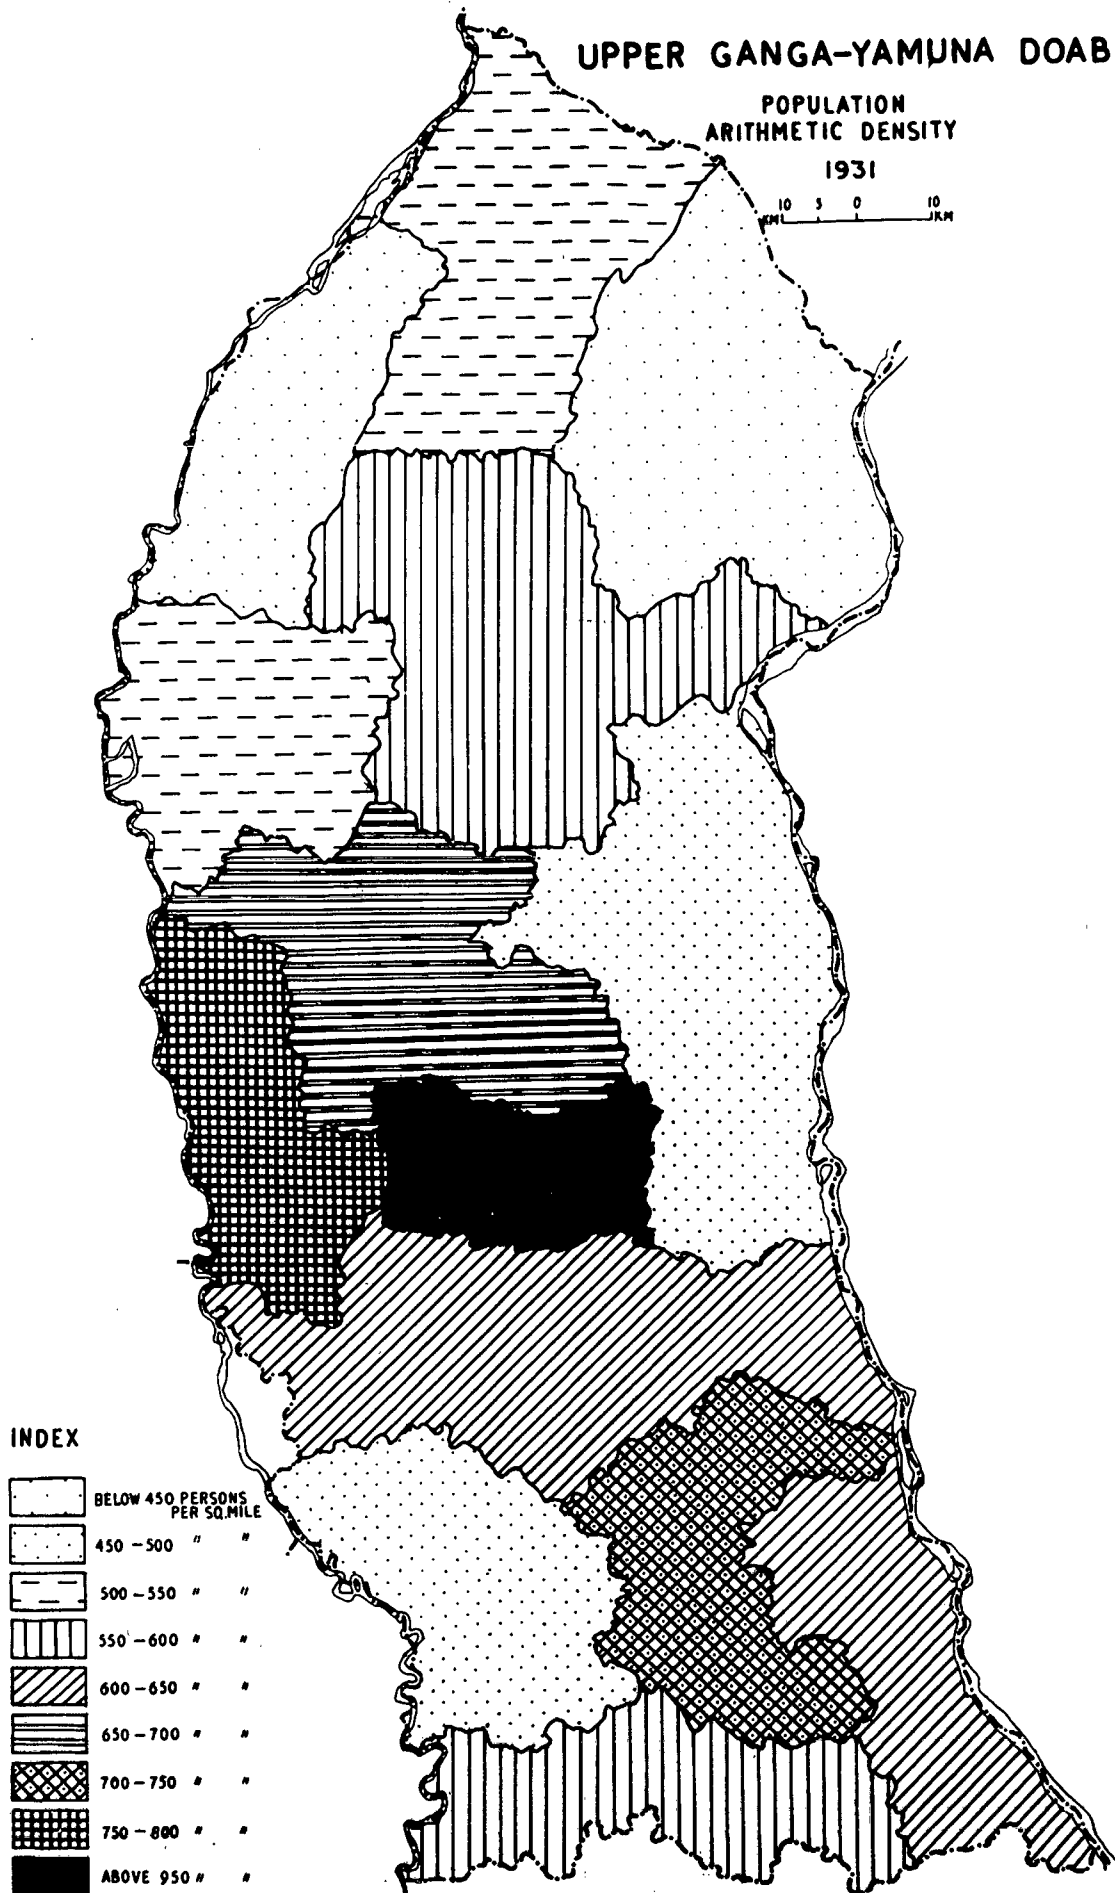 UPPER GANGA-YAMUNA DOAB
POPULATION
ARITHMETIC DENSITY
1931
10 5 0 10
KM KM
INDEX
BELOW 450 PERSONS
PER SQ.MILE
450 - 500 " "
500 - 550 " "
550 - 600 " "
600 - 650 " "
650 - 700 " "
700 - 750 " "
750 - 800 " "
ABOVE 950 " "